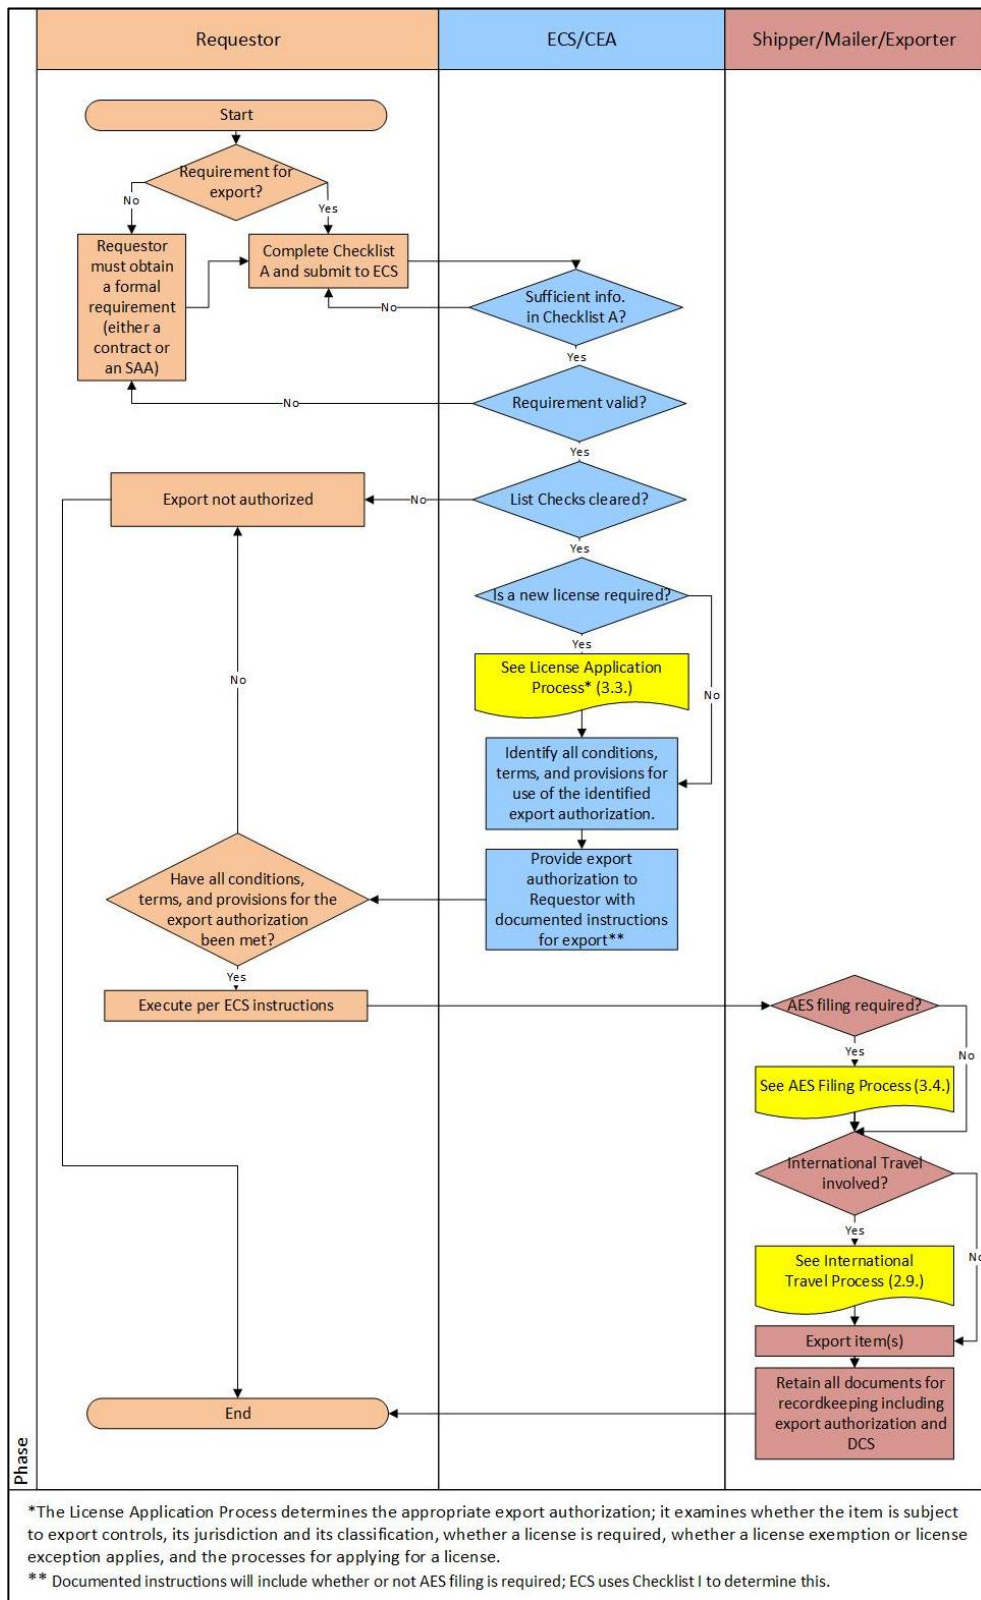 Requestor
ECS/CEA
Shipper/Mailer/Exporter
Start
Requirement for
export?
No
Yes
Requestor
must obtain
a formal
requirement
(either a
contract or
an SAA)
Complete Checklist
A and submit to ECS
Sufficient info.
in Checklist A?
No
Yes
Requirement valid?
No
Yes
List Checks cleared?
No
Export not authorized
Yes
Is a new license required?
Yes
No
See License Application
Process* (3.3.)
Identify all conditions,
terms, and provisions for
use of the identified
export authorization.
Provide export
authorization to
Requestor with
documented instructions
for export**
No
Have all conditions,
terms, and provisions for the
export authorization
been met?
Yes
Execute per ECS instructions
AES filing required?
Yes
No
See AES Filing Process (3.4.)
International Travel
involved?
Yes
No
See International
Travel Process (2.9.)
Export item(s)
Retain all documents for
recordkeeping including
export authorization and
DCS
End
Phase
*The License Application Process determines the appropriate export authorization; it examines whether the item is subject
to export controls, its jurisdiction and its classification, whether a license is required, whether a license exemption or license
exception applies, and the processes for applying for a license.
** Documented instructions will include whether or not AES filing is required; ECS uses Checklist I to determine this.